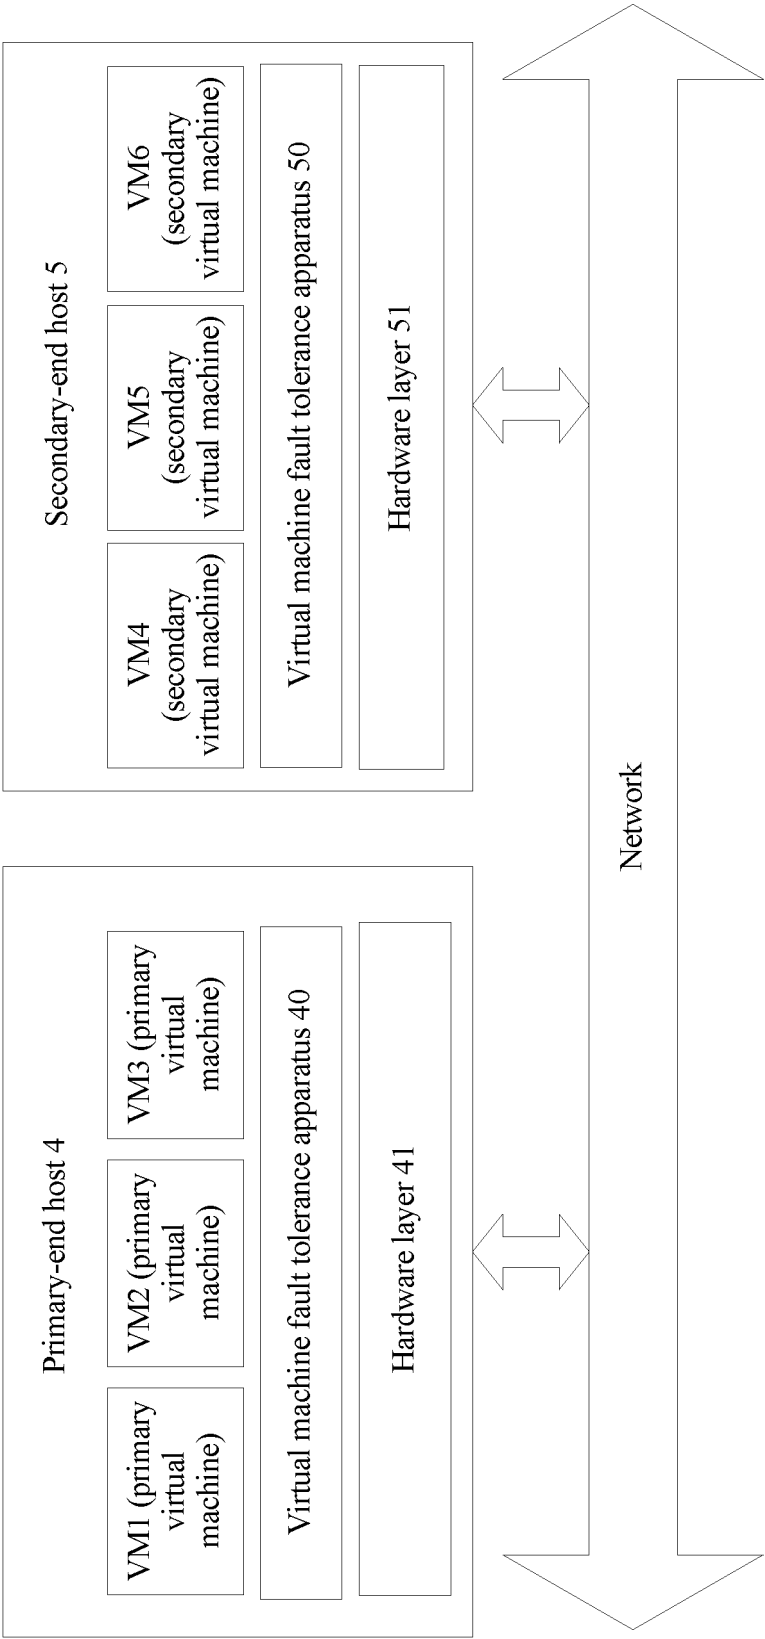 Primary-end host 4
VM1 (primary
virtual
machine)
VM2 (primary
virtual
machine)
VM3 (primary
virtual
machine)
Virtual machine fault tolerance apparatus 40
Hardware layer 41
Secondary-end host 5
VM4
(secondary
virtual machine)
VM5
(secondary
virtual machine)
VM6
(secondary
virtual machine)
Virtual machine fault tolerance apparatus 50
Hardware layer 51
Network